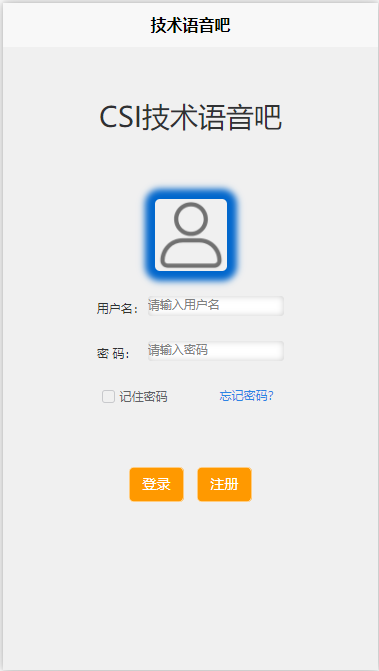 技术语音吧
CSI技术语音吧
用户名： 请输入用户名
密 码： 请输入密码
记住密码 忘记密码?
登录 注册